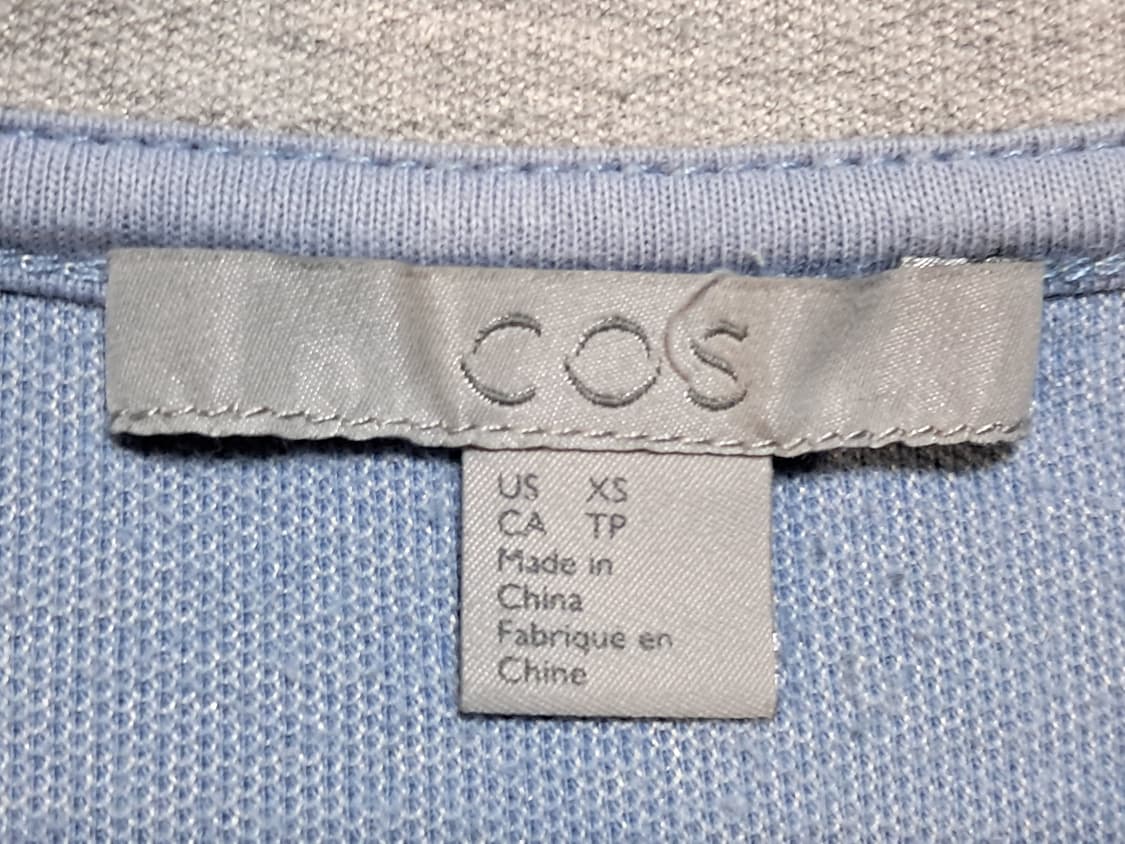 COS
US XS
CA TP
Made in
China
Fabrique en
Chine